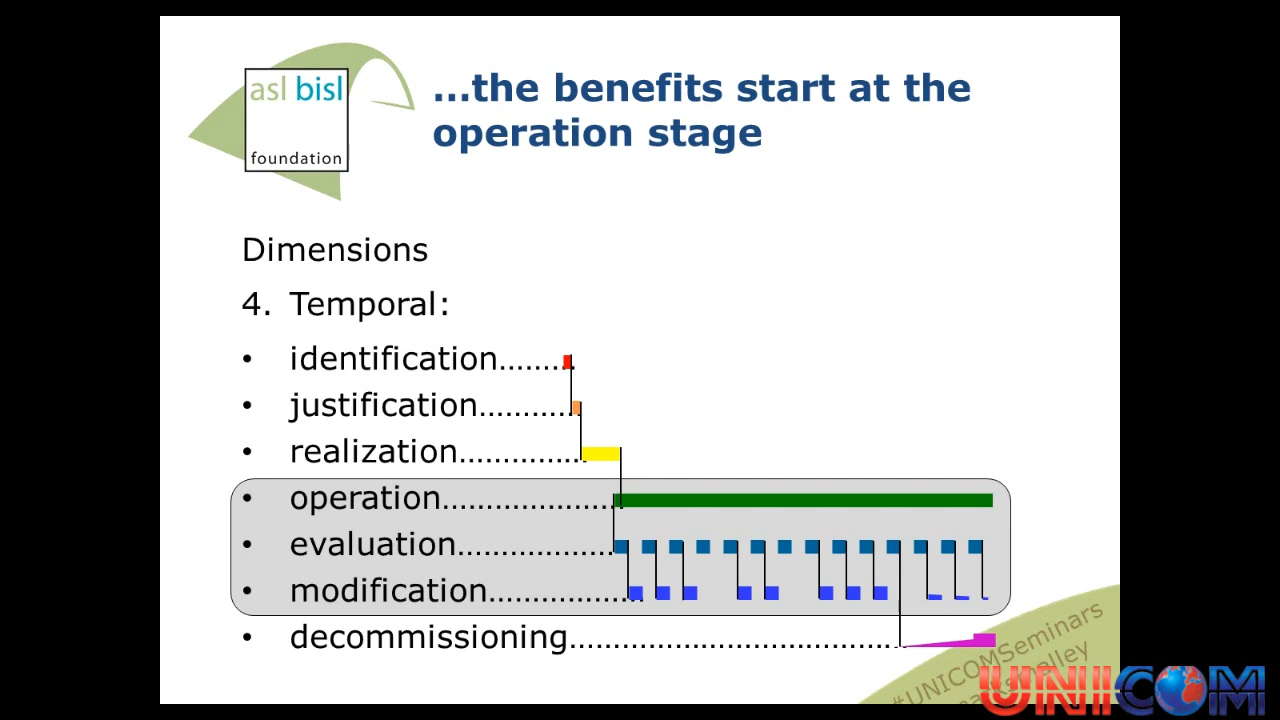 asl bisl
foundation
...the benefits start at the
operation stage
Dimensions
4. Temporal:
• identification.........
• justification............
• realization...............
• operation.....................
• evaluation...................
• modification..................
• decommissioning.......................................
#UNICOMSeminars
UNICOM